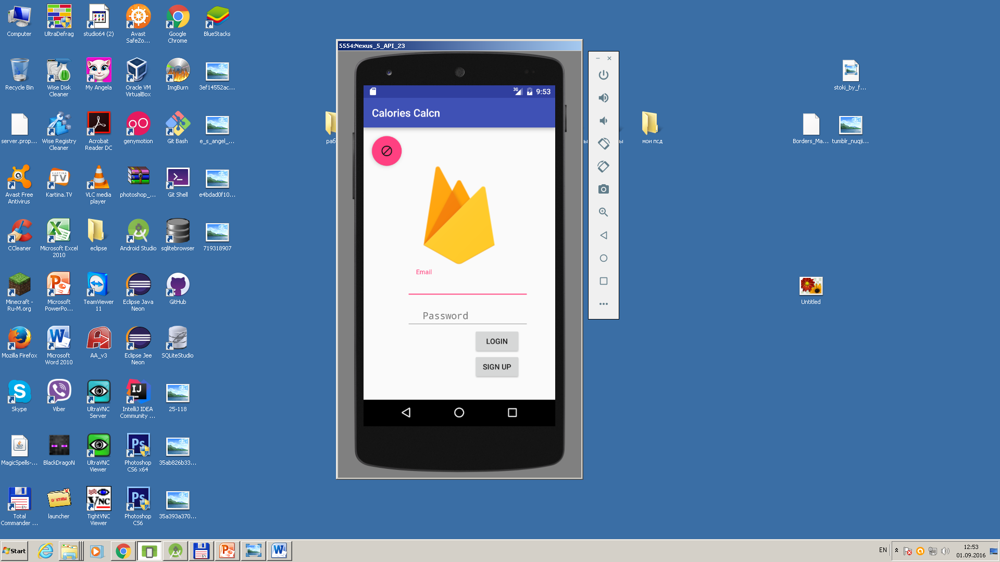 Computer
UltraDefrag
studio64 (2)
Avast
SafeZo...
Google
Chrome
BlueStacks
Recycle Bin
Wise Disk
Cleaner
My Angela
Oracle VM
VirtualBox
ImgBurn
3ef14552ac...
server.prop...
Wise Registry
Cleaner
Acrobat
Reader DC
genymotion
Git Bash
e_s_angel_...
Avast Free
Antivirus
Kartina.TV
VLC media
player
photoshop_...
Git Shell
e4bdad0f10...
CCleaner
Microsoft Excel
2010
eclipse
Android Studio
sqlitebrowser
719318907
Minecraft -
Ru-M.org
Microsoft
PowerPo...
TeamViewer
11
Eclipse Java
Neon
GitHub
Mozilla Firefox
Microsoft
Word 2010
AA_v3
Eclipse Jee
Neon
SQLiteStudio
Skype
Viber
UltraVNC
Server
IntelliJ IDEA
Community ...
25-118
MagicSpells-...
BlackDragoN
UltraVNC
Viewer
Photoshop
CS6 x64
35ab826b33...
Total
Commander ...
launcher
TightVNC
Viewer
Photoshop
CS6
35a393a370...
5554:Nexus_5_API_23
3G
9:53
Calories Calcn
Email
Password
LOGIN
SIGN UP
раб
ы
ы
мои псд
stoki_by_f...
Borders_Ma...
tumblr_nuqji...
Untitled
Start
EN
12:53
01.09.2016